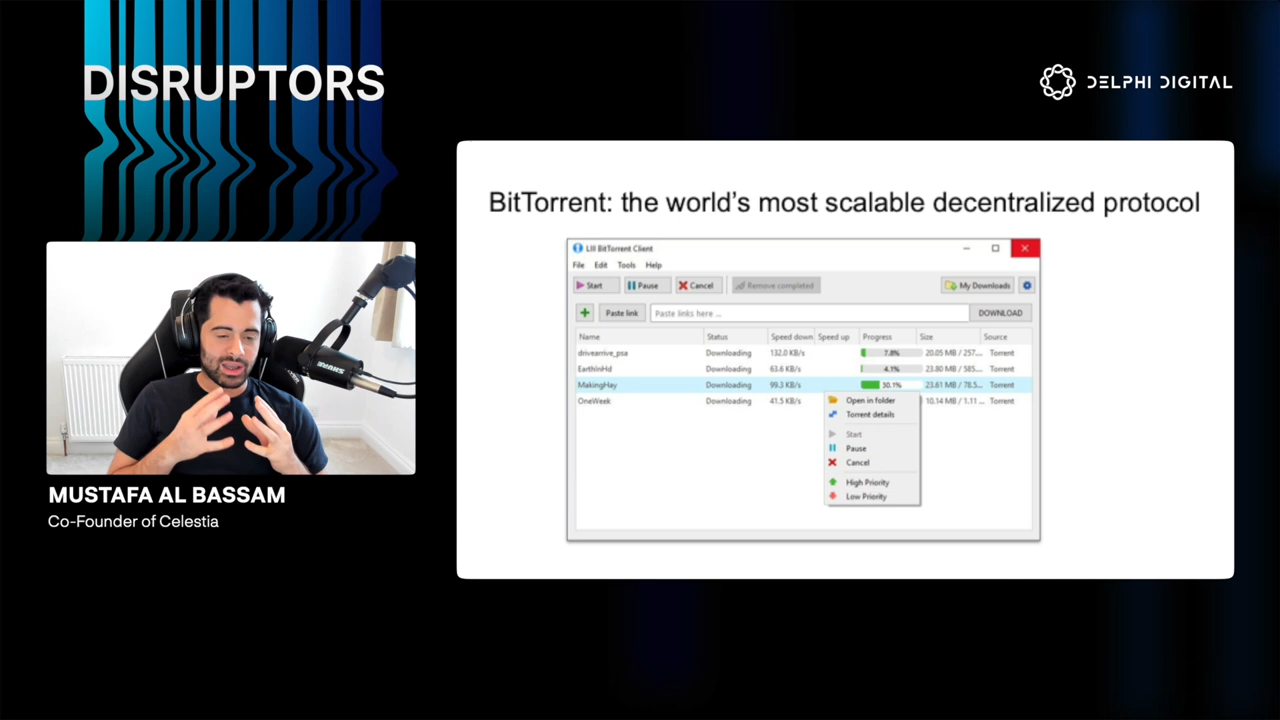 DISRUPTORS
DELPHI DIGITAL
BitTorrent: the world's most scalable decentralized protocol
LIII BitTorrent Client
File Edit Tools Help
Start Pause Cancel Remove completed My Downloads
Paste link Paste links here ... DOWNLOAD
Name Status Speed down Speed up Progress Size Source
drivearrive_psa Downloading 132.0 KB/s 7.8% 20.05 MB / 257... Torrent
EarthInHd Downloading 63.6 KB/s 4.1% 23.80 MB / 585... Torrent
MakingHay Downloading 99.3 KB/s 30.1% 23.61 MB / 78.5... Torrent
OneWeek Downloading 41.5 KB/s 10.14 MB / 1.11 ... Torrent
Open in folder
Torrent details
Start
Pause
Cancel
High Priority
Low Priority
SHURE
MUSTAFA AL BASSAM
Co-Founder of Celestia